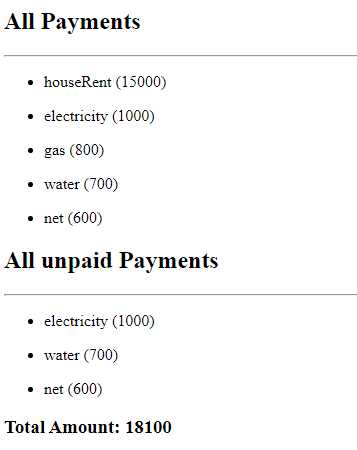 All Payments
houseRent (15000)
electricity (1000)
gas (800)
water (700)
net (600)
All unpaid Payments
electricity (1000)
water (700)
net (600)
Total Amount: 18100